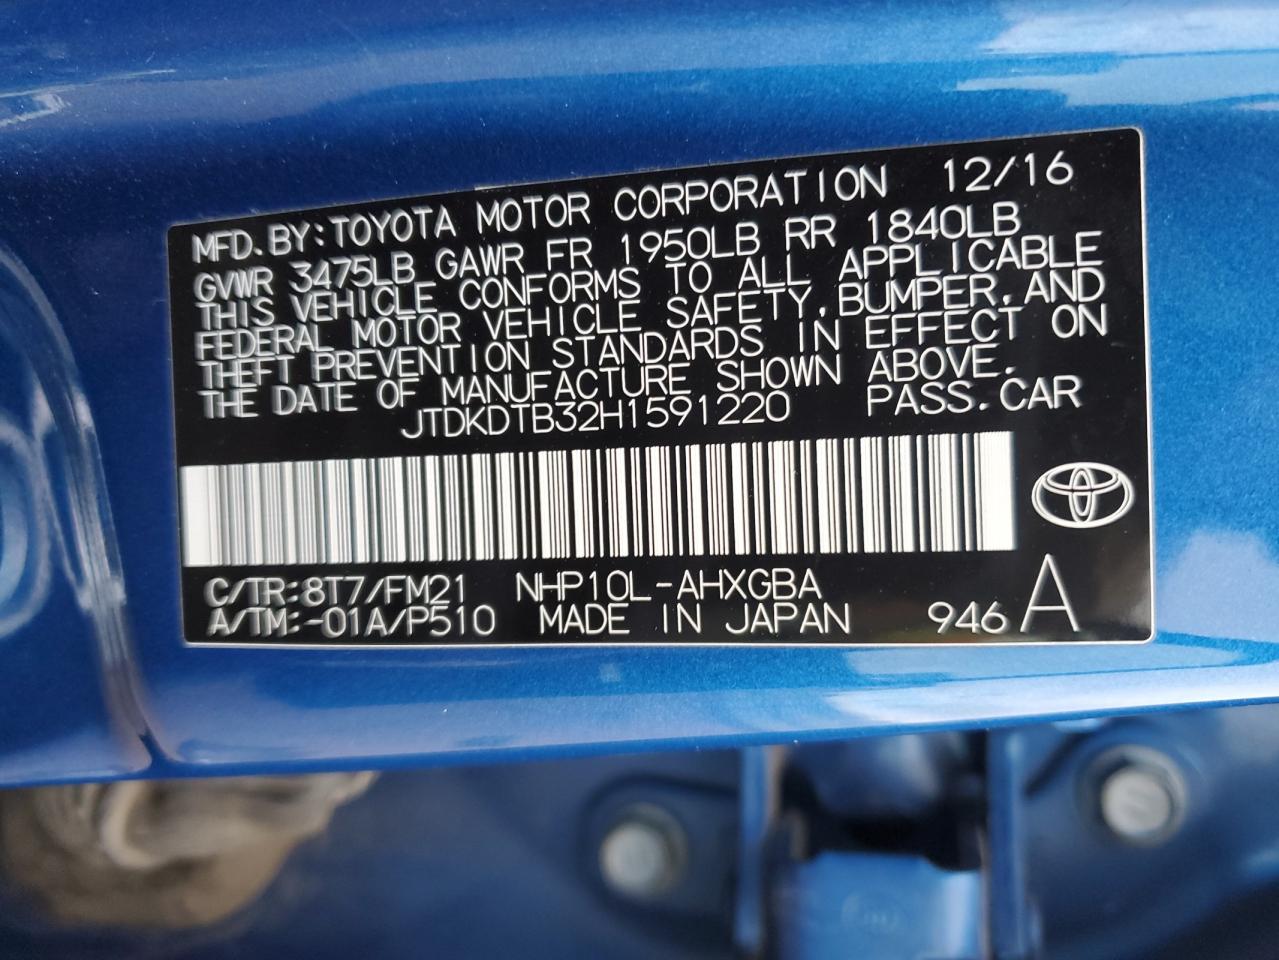 MFD.BY:TOYOTA MOTOR CORPORATION 12/16
GVWR 3475LB GAWR FR 1950LB RR 1840LB
THIS VEHICLE CONFORMS TO ALL APPLICABLE
FEDERAL MOTOR VEHICLE SAFETY,BUMPER,AND
THEFT PREVENTION STANDARDS IN EFFECT ON
THE DATE OF MANUFACTURE SHOWN ABOVE.
JTDKDTB32H1591220 PASS.CAR
C/TR:8T7/FM21 NHP10L-AHXGBA
A/TM:-01A/P510 MADE IN JAPAN 946 A